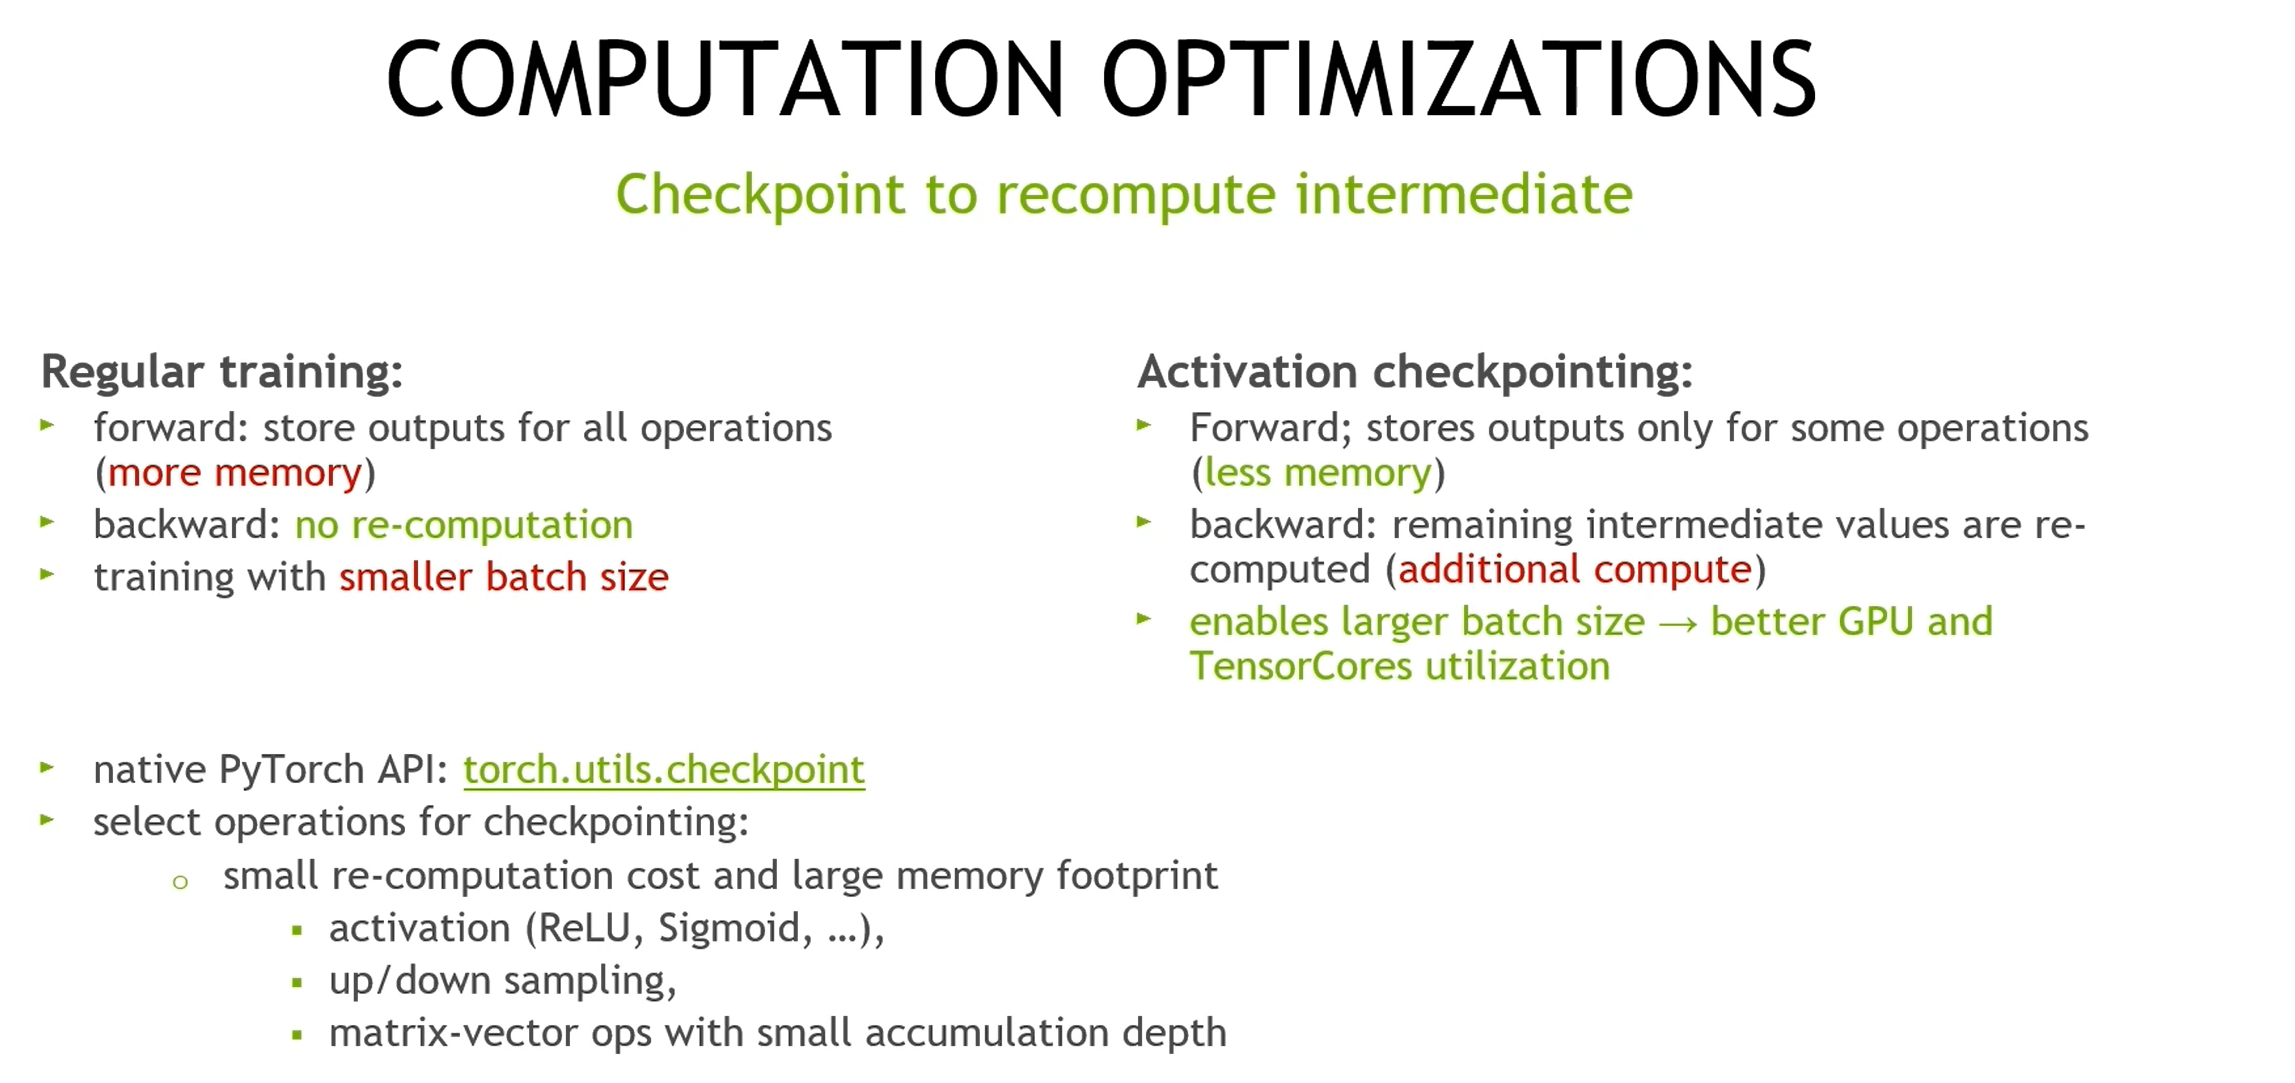 COMPUTATION OPTIMIZATIONS
Checkpoint to recompute intermediate
Regular training:
► forward: store outputs for all operations
(more memory)
► backward: no re-computation
► training with smaller batch size
Activation checkpointing:
► Forward; stores outputs only for some operations
(less memory)
► backward: remaining intermediate values are re-
computed (additional compute)
► enables larger batch size → better GPU and
TensorCores utilization
► native PyTorch API: torch.utils.checkpoint
► select operations for checkpointing:
○ small re-computation cost and large memory footprint
▪ activation (ReLU, Sigmoid, …),
▪ up/down sampling,
▪ matrix-vector ops with small accumulation depth